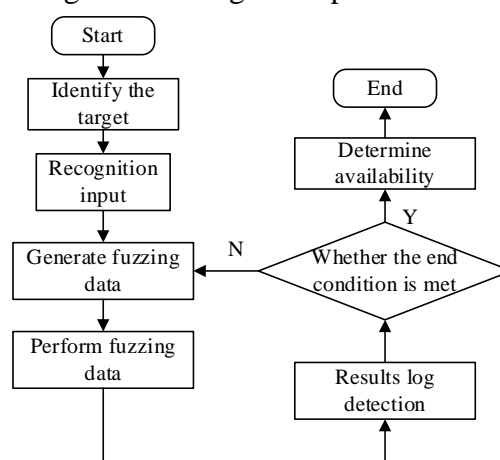 Start
Identify the
target
Recognition
input
Generate fuzzing
data
Perform fuzzing
data
End
Determine
availability
Y
N
Whether the end
condition is met
Results log
detection